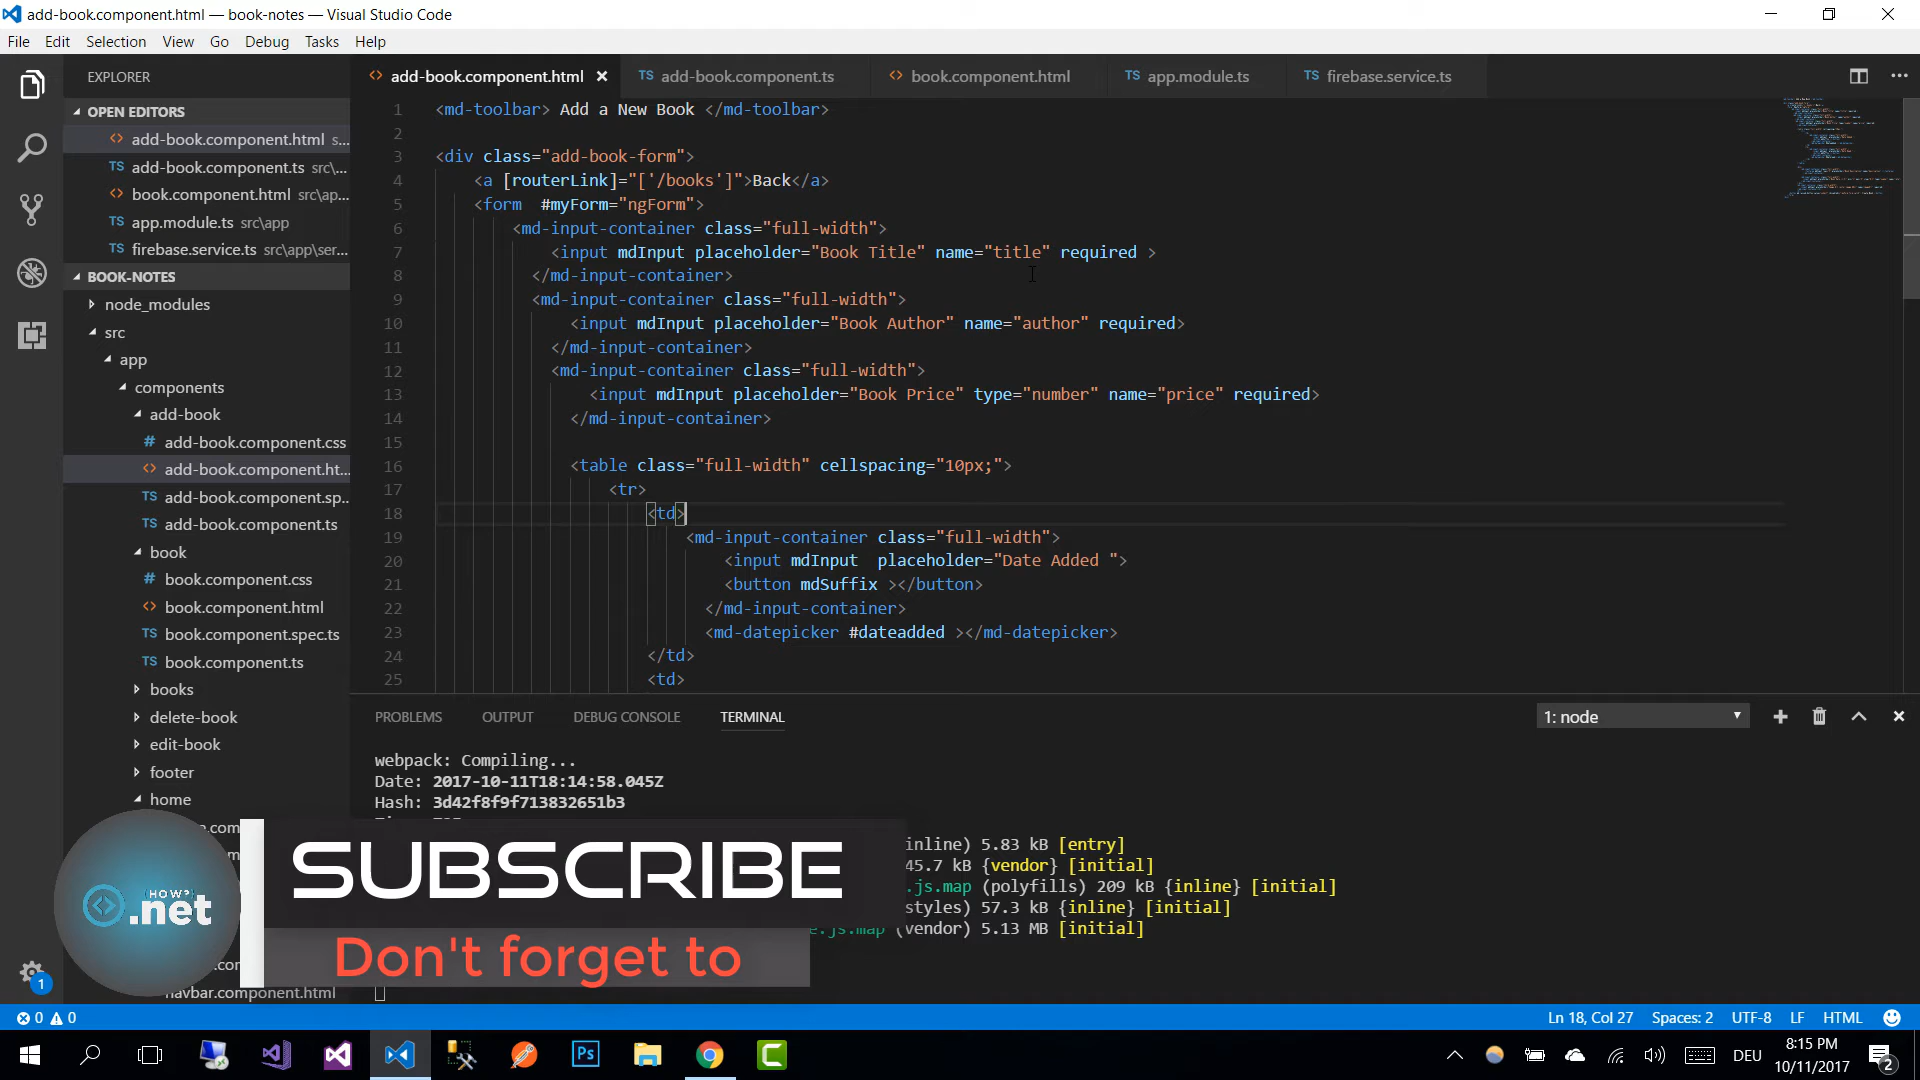 add-book.component.html — book-notes — Visual Studio Code
File Edit Selection View Go Debug Tasks Help
EXPLORER
OPEN EDITORS
add-book.component.html s...
add-book.component.ts src\...
book.component.html src\ap...
app.module.ts src\app
firebase.service.ts src\app\ser...
BOOK-NOTES
node_modules
src
app
components
add-book
# add-book.component.css
<> add-book.component.ht...
TS add-book.component.sp...
TS add-book.component.ts
book
# book.component.css
<> book.component.html
TS book.component.spec.ts
TS book.component.ts
books
delete-book
edit-book
footer
home
navbar.component.html
<> add-book.component.html × TS add-book.component.ts <> book.component.html TS app.module.ts TS firebase.service.ts
1 <md-toolbar> Add a New Book </md-toolbar>
2
3 <div class="add-book-form">
4 <a [routerLink]="['/books']">Back</a>
5 <form #myForm="ngForm">
6 <md-input-container class="full-width">
7 <input mdInput placeholder="Book Title" name="title" required >
8 </md-input-container>
9 <md-input-container class="full-width">
10 <input mdInput placeholder="Book Author" name="author" required>
11 </md-input-container>
12 <md-input-container class="full-width">
13 <input mdInput placeholder="Book Price" type="number" name="price" required>
14 </md-input-container>
15
16 <table class="full-width" cellspacing="10px;">
17 <tr>
18 <td>
19 <md-input-container class="full-width">
20 <input mdInput placeholder="Date Added ">
21 <button mdSuffix ></button>
22 </md-input-container>
23 <md-datepicker #dateadded ></md-datepicker>
24 </td>
25 <td>
PROBLEMS OUTPUT DEBUG CONSOLE TERMINAL
1: node
webpack: Compiling...
Date: 2017-10-11T18:14:58.045Z
Hash: 3d42f8f9f713832651b3
inline) 5.83 kB [entry]
45.7 kB {vendor} [initial]
.js.map (polyfills) 209 kB {inline} [initial]
styles) 57.3 kB {inline} [initial]
e.js.map (vendor) 5.13 MB [initial]
HOW?
.net
SUBSCRIBE
Don't forget to
1
0 0
Ln 18, Col 27 Spaces: 2 UTF-8 LF HTML
Ps
DEU
8:15 PM
10/11/2017
2